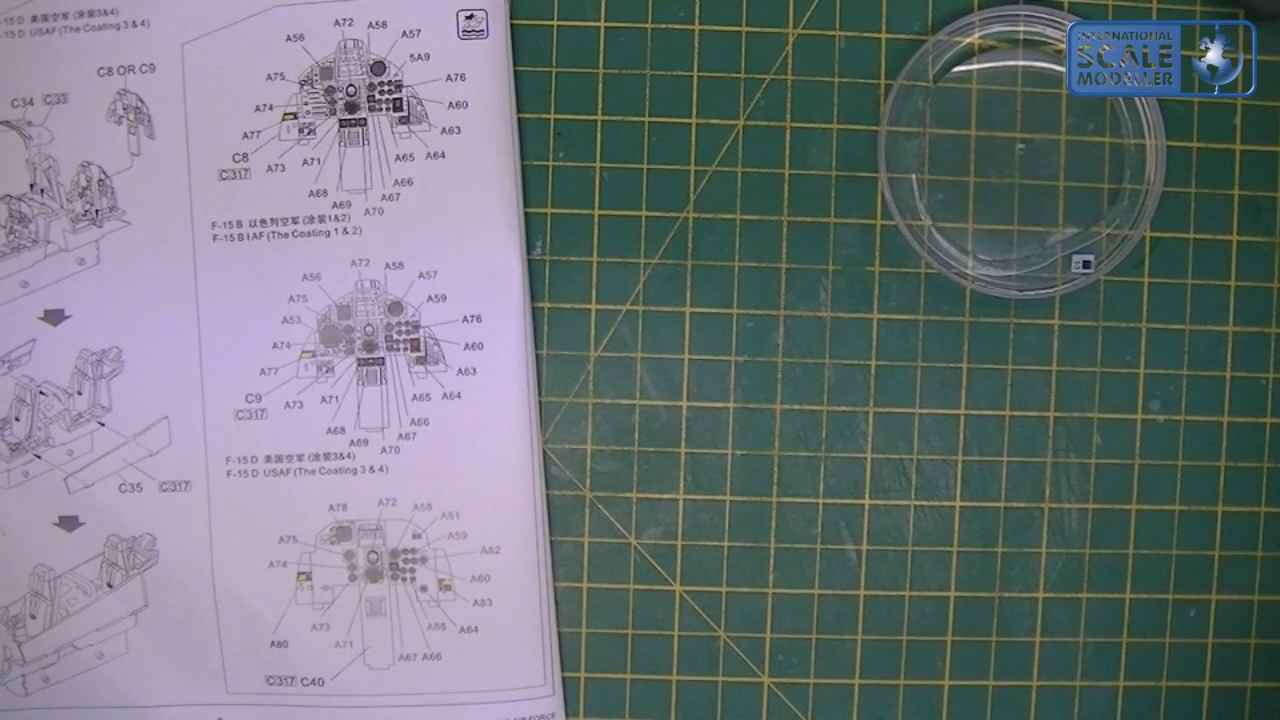 -15 D 美国空军 (涂装3&4)
-15 D USAF (The Coating 3 & 4)
C8 OR C9
C34 C33
A72
A58
A56
A57
5A9
A75
A76
A74
A60
A77
A63
C8
C317
A73
A71
A65
A64
A68
A66
A69
A67
A70
F-15 B 以色列空军 (涂装1&2)
F-15 B IAF (The Coating 1 & 2)
A72
A58
A56
A57
A75
A59
A53
A76
A74
A60
A77
A63
C9
C317
A73
A71
A65
A64
A68
A66
A69
A67
A70
F-15 D 美国空军 (涂装3&4)
F-15 D USAF (The Coating 3 & 4)
C35 C317
A72
A78
A58
A81
A75
A59
A74
A82
A60
A83
A80
A73
A71
A64
A67 A66
C317 C40
INTERNATIONAL
SCALE
MODELLER